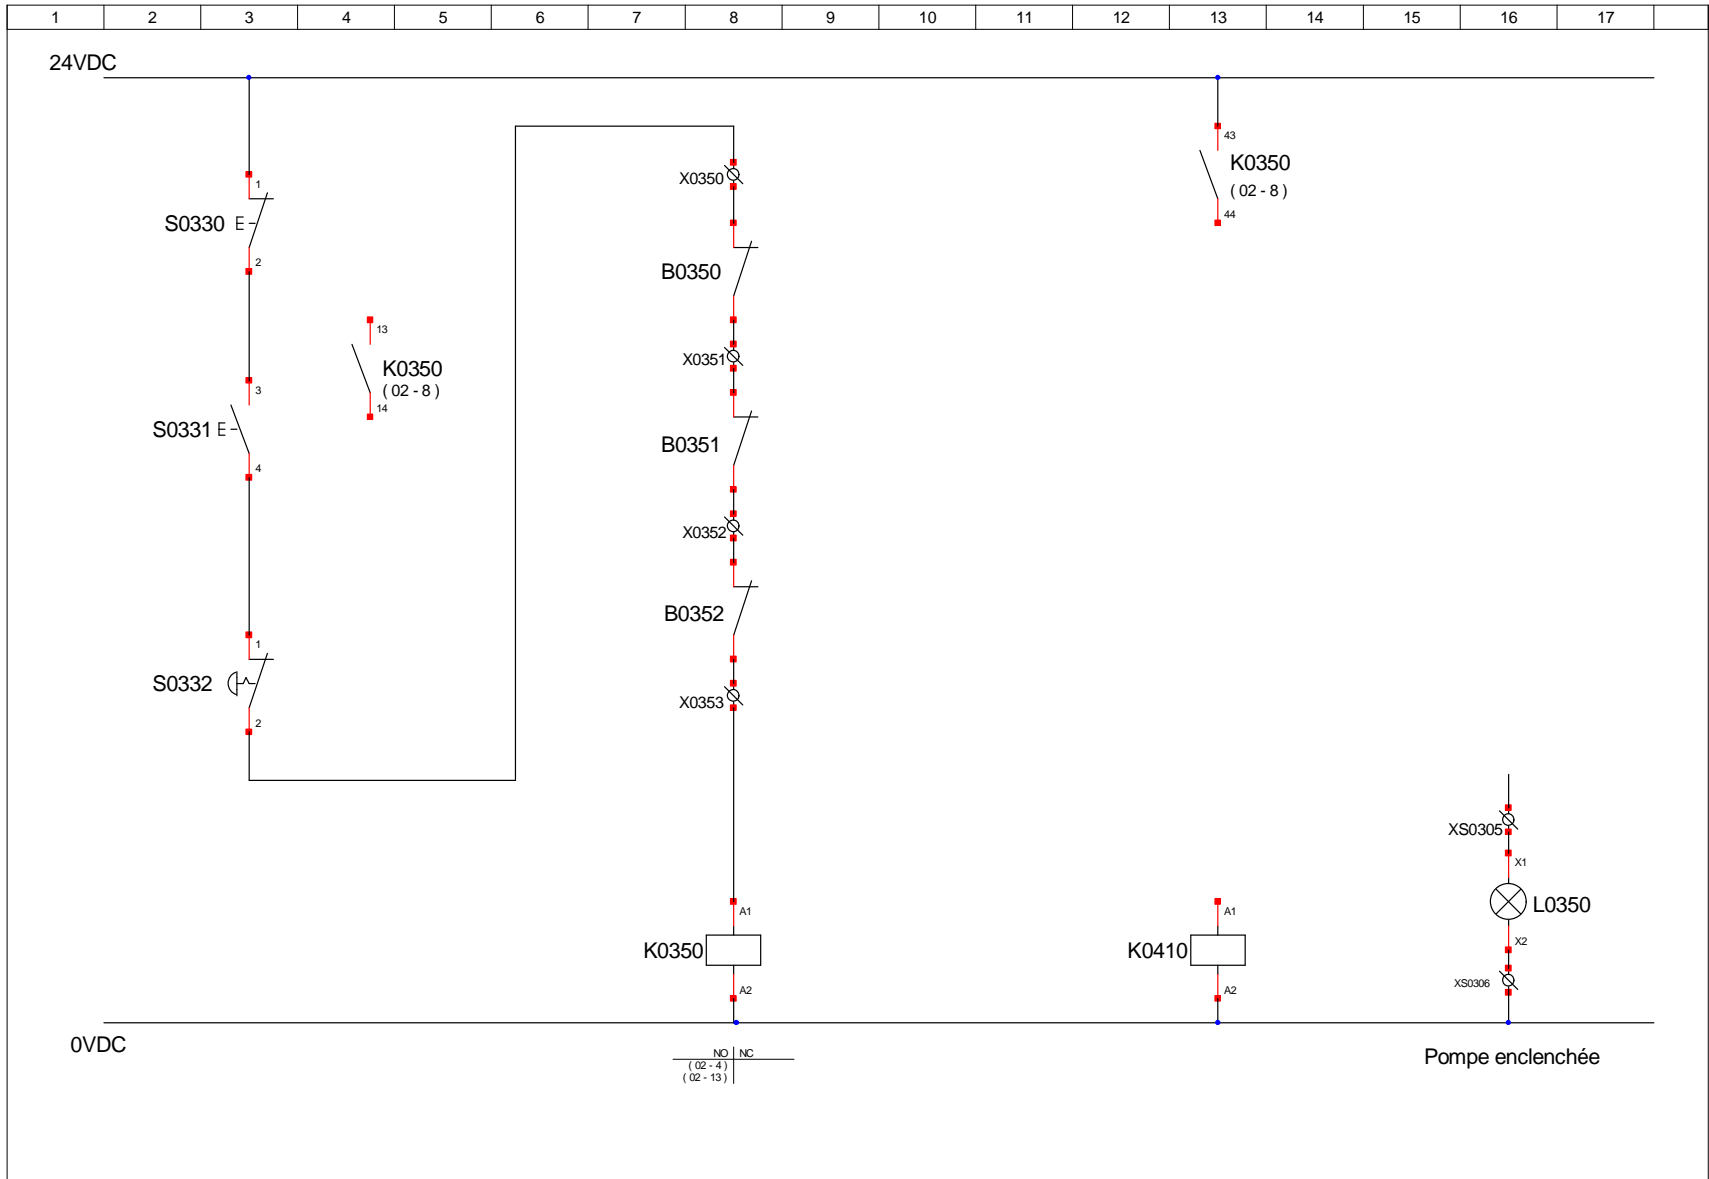 1 2 3 4 5 6 7 8 9 10 11 12 13 14 15 16 17
24VDC
43
K0350
( 02 - 8 )
44
X0350
1
S0330
2
B0350
13
K0350
( 02 - 8 )
14
X0351
3
S0331
4
B0351
X0352
B0352
1
S0332
2
X0353
XS0305
X1
L0350
X2
XS0306
A1
K0350
A2
A1
K0410
A2
0VDC
NO NC
( 02 - 4 )
( 02 - 13 )
Pompe enclenchée